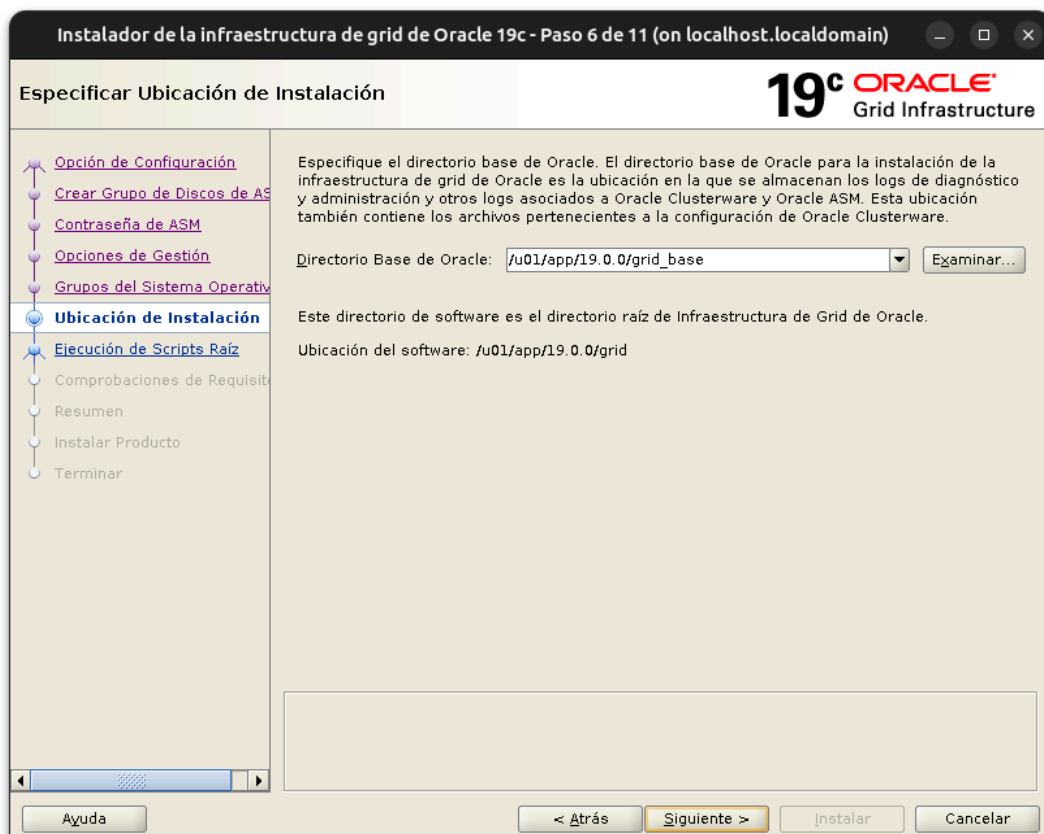 Instalador de la infraestructura de grid de Oracle 19c - Paso 6 de 11 (on localhost.localdomain)
Especificar Ubicación de Instalación
19c ORACLE
Grid Infrastructure
Opción de Configuración
Crear Grupo de Discos de AS
Contraseña de ASM
Opciones de Gestión
Grupos del Sistema Operativ
Ubicación de Instalación
Ejecución de Scripts Raíz
Comprobaciones de Requisit
Resumen
Instalar Producto
Terminar
Especifique el directorio base de Oracle. El directorio base de Oracle para la instalación de la
infraestructura de grid de Oracle es la ubicación en la que se almacenan los logs de diagnóstico
y administración y otros logs asociados a Oracle Clusterware y Oracle ASM. Esta ubicación
también contiene los archivos pertenecientes a la configuración de Oracle Clusterware.
Directorio Base de Oracle: /u01/app/19.0.0/grid_base Examinar...
Este directorio de software es el directorio raíz de Infraestructura de Grid de Oracle.
Ubicación del software: /u01/app/19.0.0/grid
Ayuda < Atrás Siguiente > Instalar Cancelar